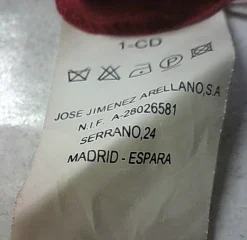 1-CD
JOSE JIMENEZ ARELLANO,S.A
N.I.F. A-28026581
SERRANO,24
MADRID - ESPARA